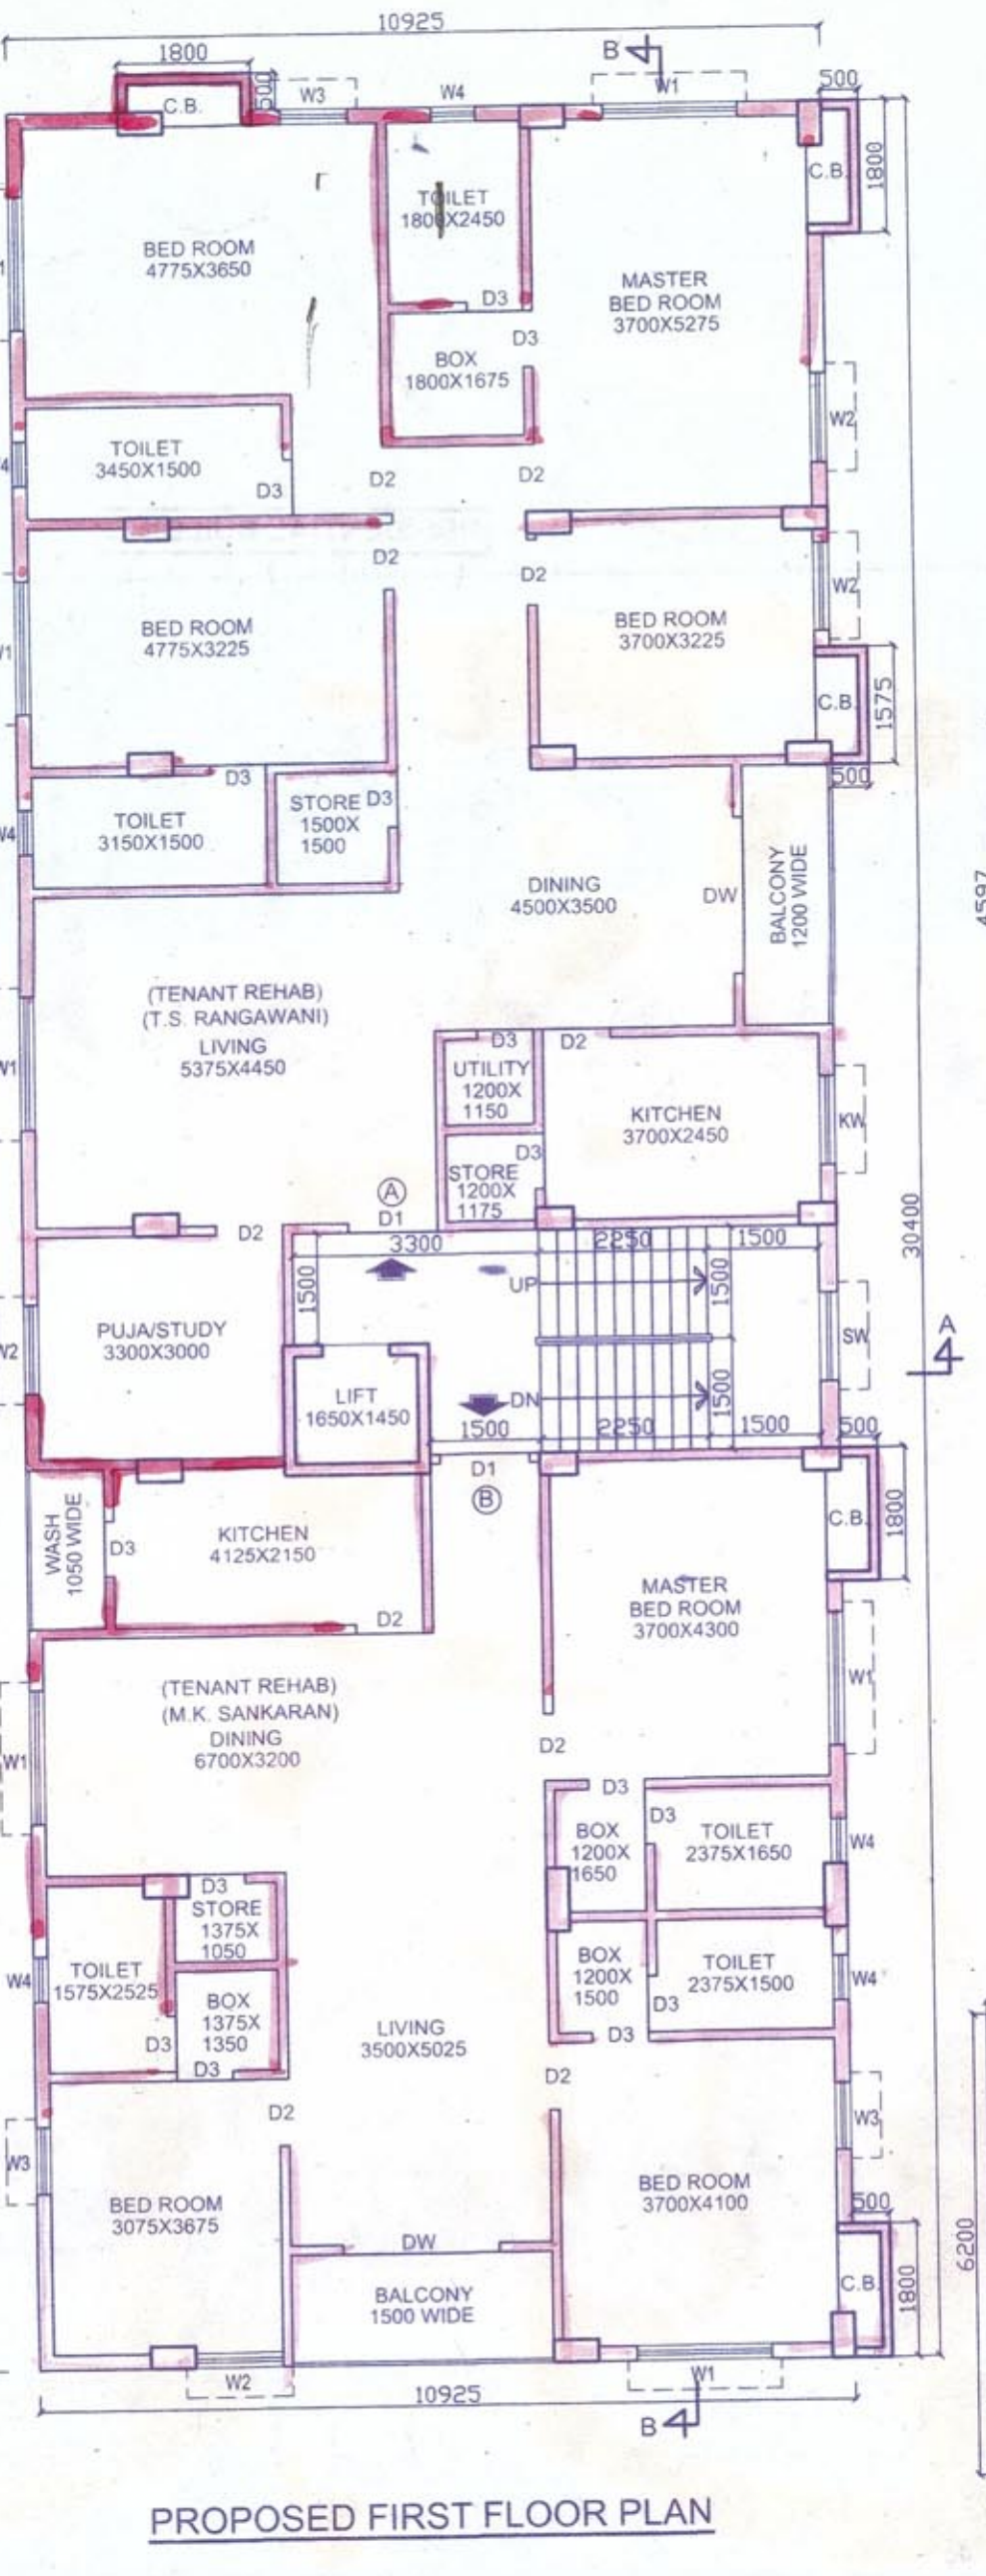 10925
1800
B
500
C.B.
W3
W4
W1
500
C.B.
1800
TOILET
1800X2450
BED ROOM
4775X3650
MASTER
BED ROOM
3700X5275
D3
D3
BOX
1800X1675
W2
TOILET
3450X1500
D3
D2
D2
D2
D2
W2
BED ROOM
4775X3225
BED ROOM
3700X3225
C.B.
1575
500
D3
STORE
1500X
1500
D3
W4
TOILET
3150X1500
DINING
4500X3500
DW
BALCONY
1200 WIDE
4597
(TENANT REHAB)
(T.S. RANGAWANI)
LIVING
5375X4450
W1
D3
D2
UTILITY
1200X
1150
KITCHEN
3700X2450
KW
D3
STORE
1200X
1175
A
D1
D2
3300
2250
1500
30400
1500
UP
1500
PUJA/STUDY
3300X3000
W2
SW
A
LIFT
1650X1450
DN
1500
1500
2250
1500
500
D1
B
WASH
1050 WIDE
D3
KITCHEN
4125X2150
D2
C.B.
1800
MASTER
BED ROOM
3700X4300
W1
(TENANT REHAB)
(M.K. SANKARAN)
DINING
6700X3200
W1
D2
D3
D3
BOX
1200X
1650
TOILET
2375X1650
W4
D3
STORE
1375X
1050
TOILET
1575X2525
W4
BOX
1375X
1350
D3
D3
BOX
1200X
1500
TOILET
2375X1500
W4
D3
D3
LIVING
3500X5025
D2
D2
W3
W3
BED ROOM
3075X3675
BED ROOM
3700X4100
500
DW
BALCONY
1500 WIDE
C.B.
1800
6200
W2
W1
10925
B
PROPOSED FIRST FLOOR PLAN